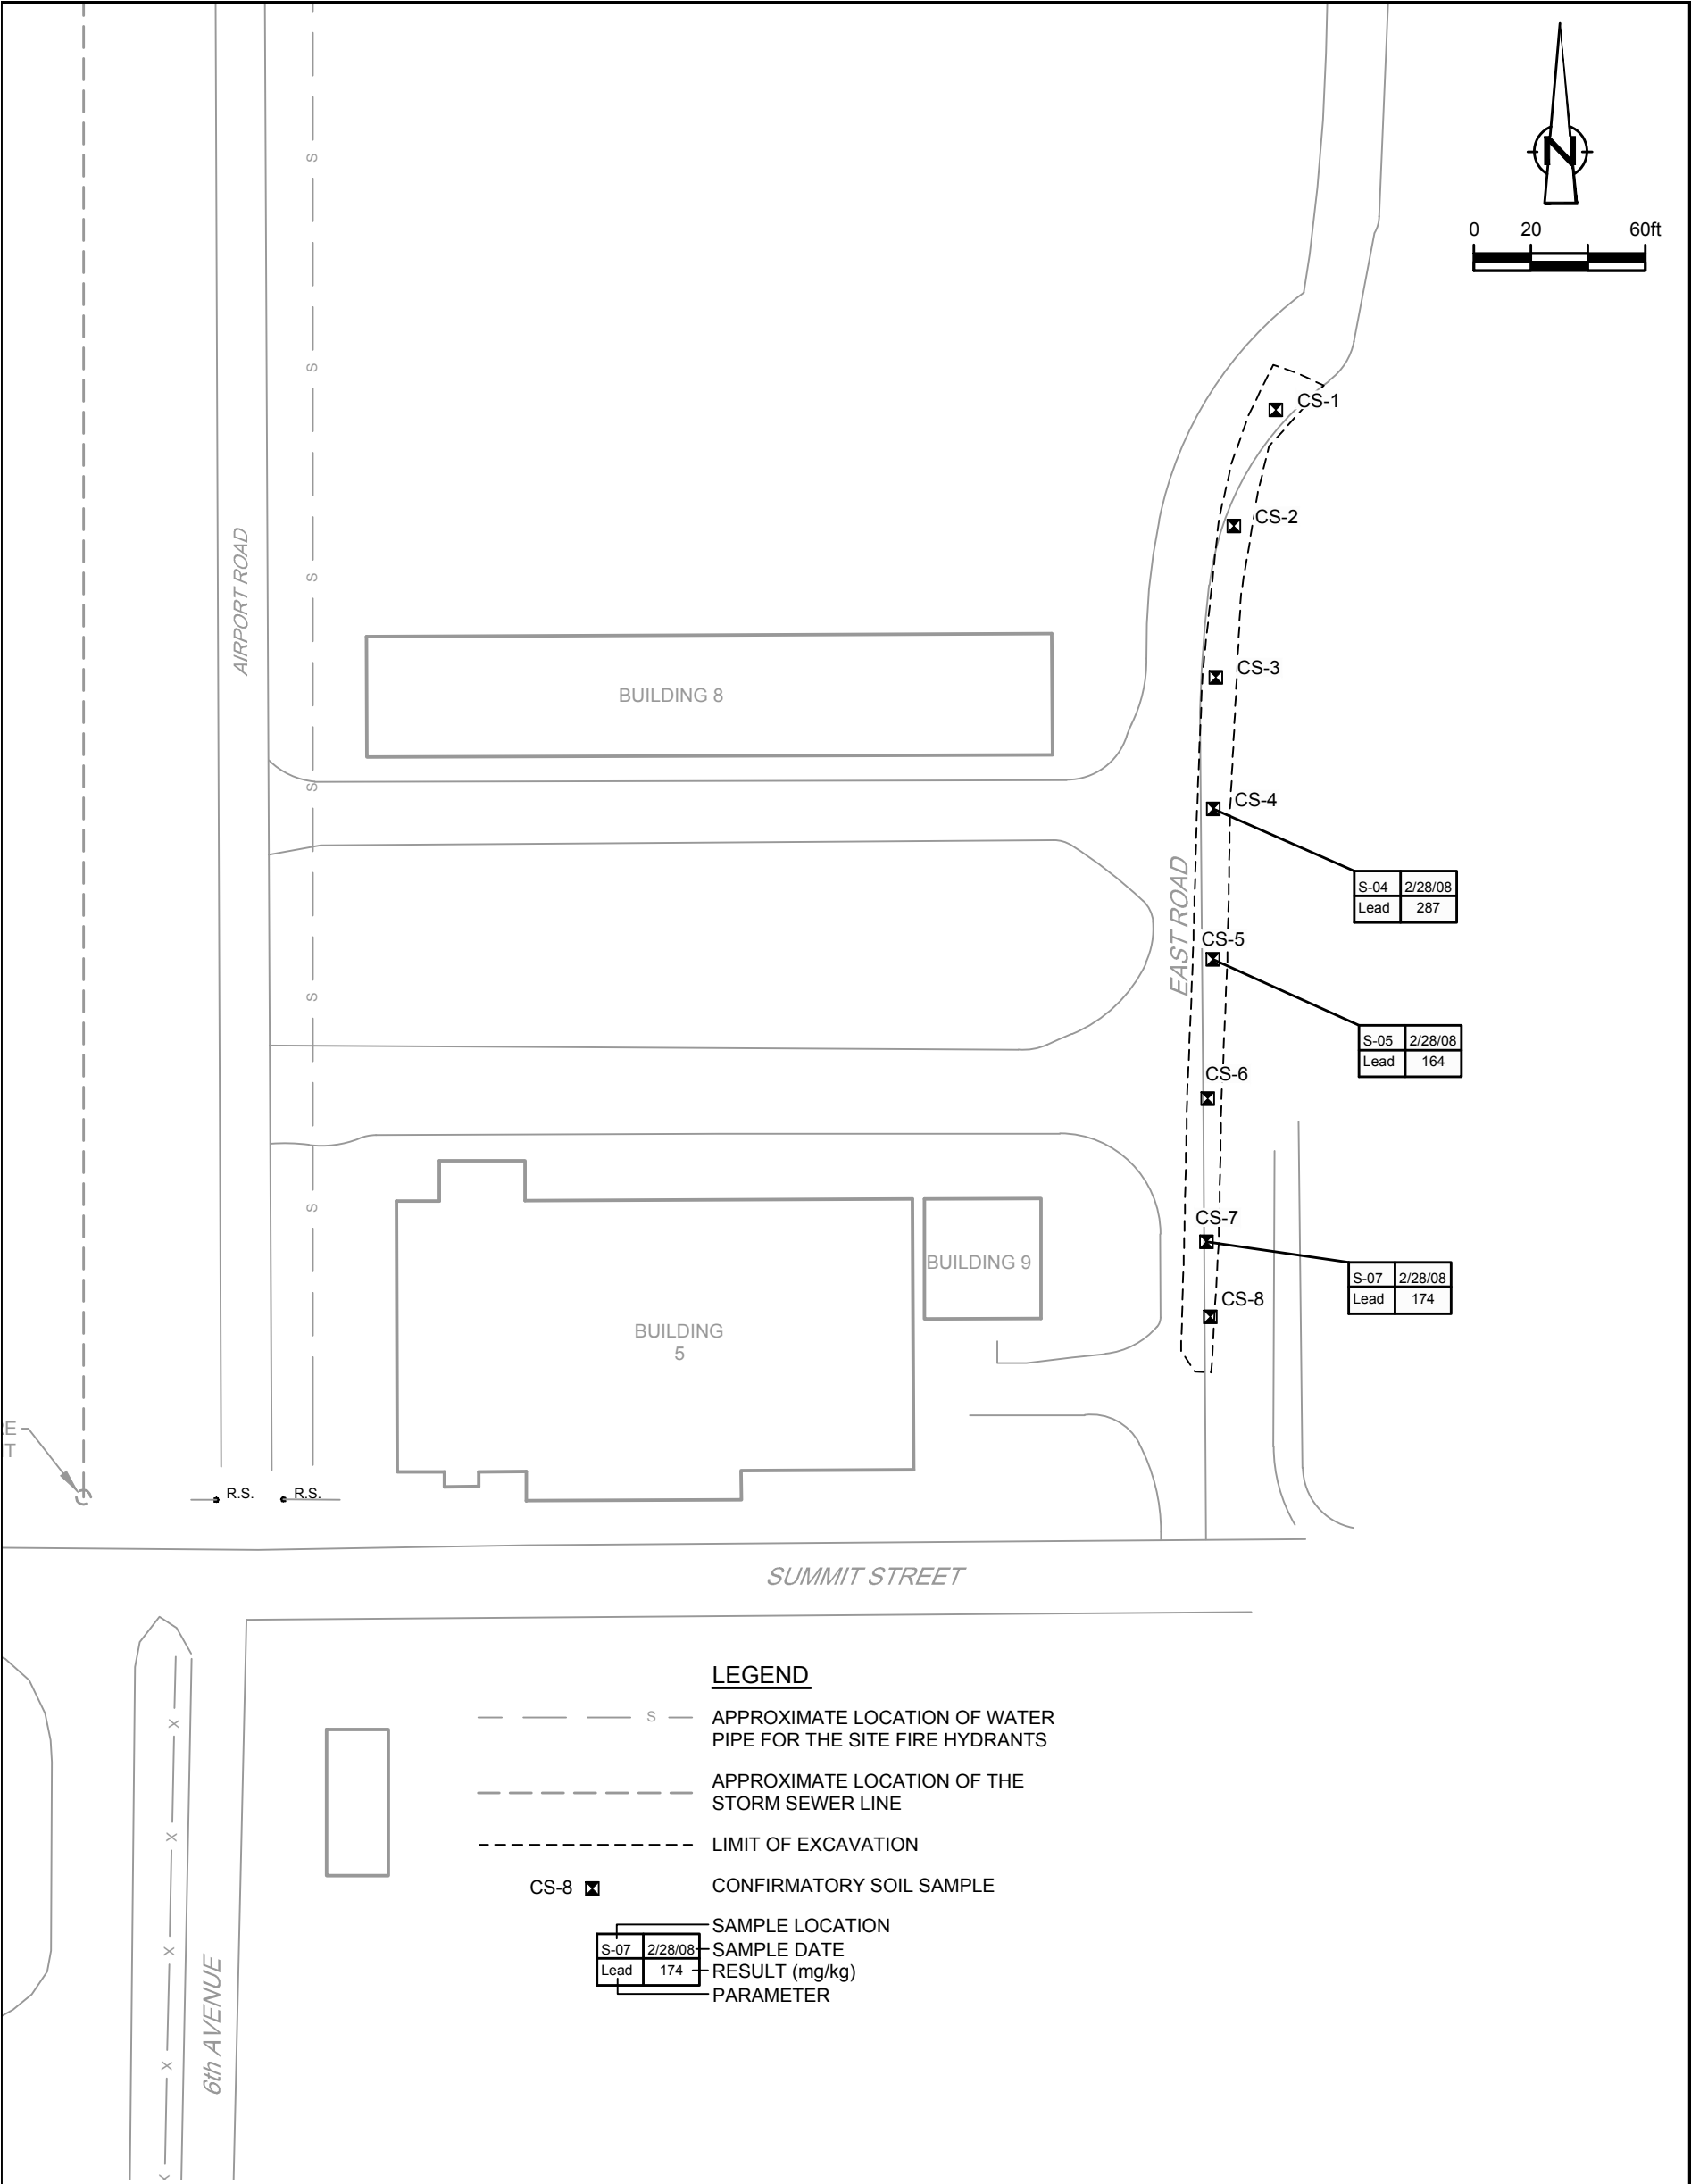 N
0 20 60ft
CS-1
CS-2
S
S
S
AIRPORT ROAD
CS-3
BUILDING 8
S
CS-4
S-04 2/28/08
Lead 287
EAST ROAD
CS-5
S
S-05 2/28/08
Lead 164
CS-6
S
CS-7
BUILDING 9
S-07 2/28/08
Lead 174
CS-8
BUILDING
5
E
T
R.S. R.S.
SUMMIT STREET
LEGEND
S APPROXIMATE LOCATION OF WATER
PIPE FOR THE SITE FIRE HYDRANTS
APPROXIMATE LOCATION OF THE
STORM SEWER LINE
LIMIT OF EXCAVATION
CS-8 CONFIRMATORY SOIL SAMPLE
SAMPLE LOCATION
S-07 2/28/08 SAMPLE DATE
Lead 174 RESULT (mg/kg)
PARAMETER
X
X
X
X
X
6th AVENUE